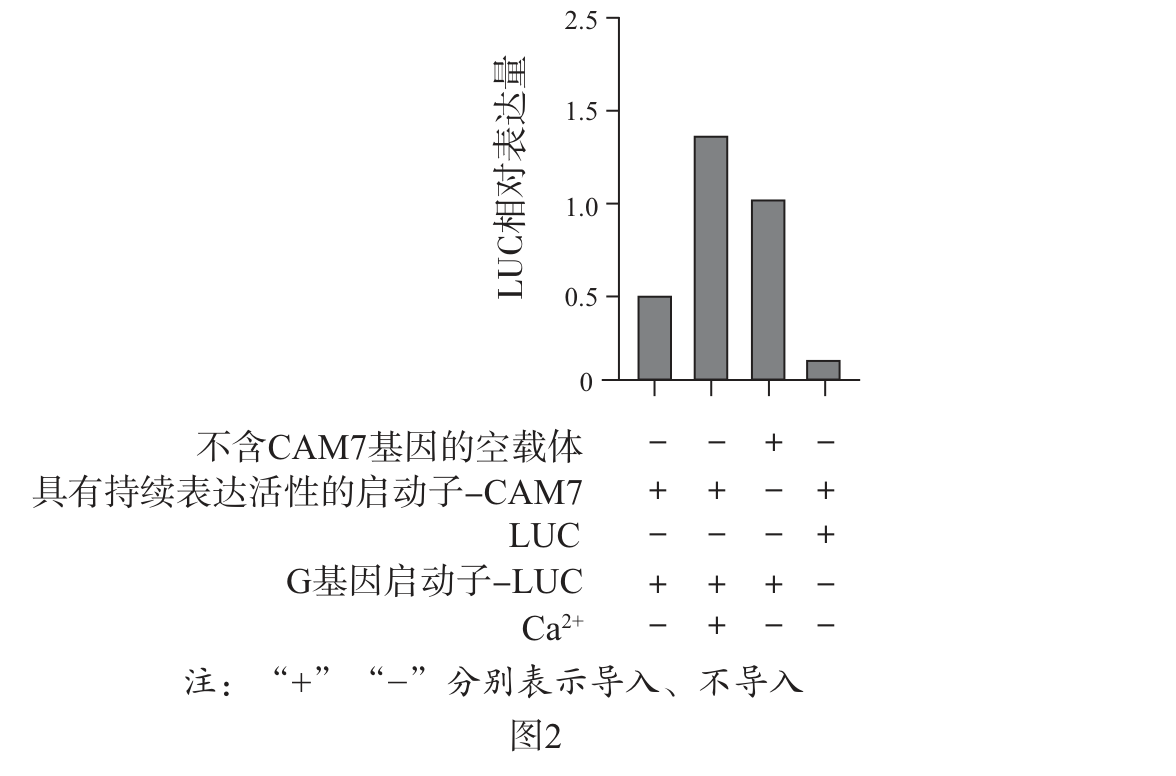 2.5
1.5
1.0
0.5
0
LUC相对表达量
不含CAM7基因的空载体 − − + −
具有持续表达活性的启动子–CAM7 + + − +
LUC − − − +
G基因启动子–LUC + + + −
Ca²⁺ − + − −
注：“+”“−”分别表示导入、不导入
图2